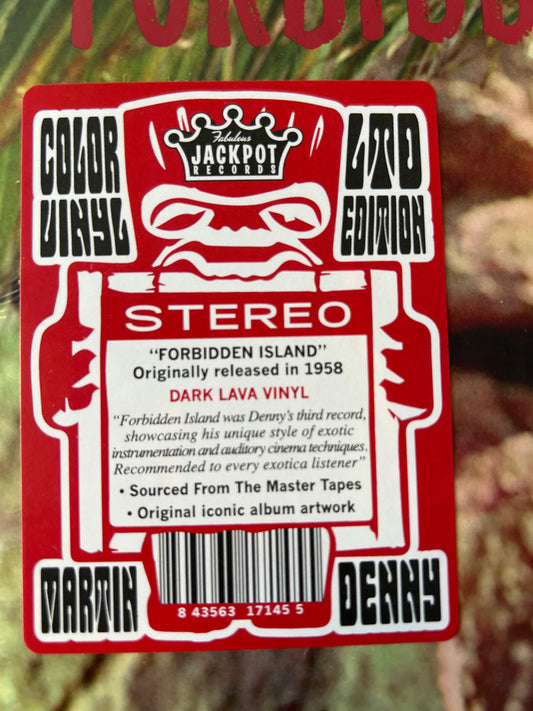 FORBIDD
COLOR
VINYL
Fabulous
JACKPOT
RECORDS
LTD
EDITION
STEREO
"FORBIDDEN ISLAND"
Originally released in 1958
DARK LAVA VINYL
"Forbidden Island was Denny's third record,
showcasing his unique style of exotic
instrumentation and auditory cinema techniques.
Recommended to every exotica listener"
• Sourced From The Master Tapes
• Original iconic album artwork
8 43563 17145 5
MARTIN
DENNY